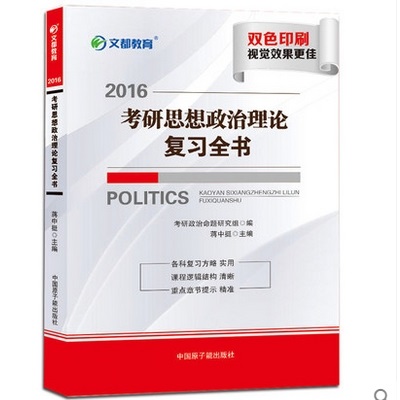 文都教育
双色印刷
视觉效果更佳
2016
考研思想政治理论
复习全书
POLITICS
KAOYAN SIXIANGZHENGZHI LILUN
FUXIQUANSHU
考研政治命题研究组◎编
蒋中挺◎主编
各科复习方略 实用
课程逻辑结构 清晰
重点章节提示 精准
中国原子能出版社
文都教育
2016
考研思想政治理论复习全书
蒋中挺◎主编
中国原子能出版社